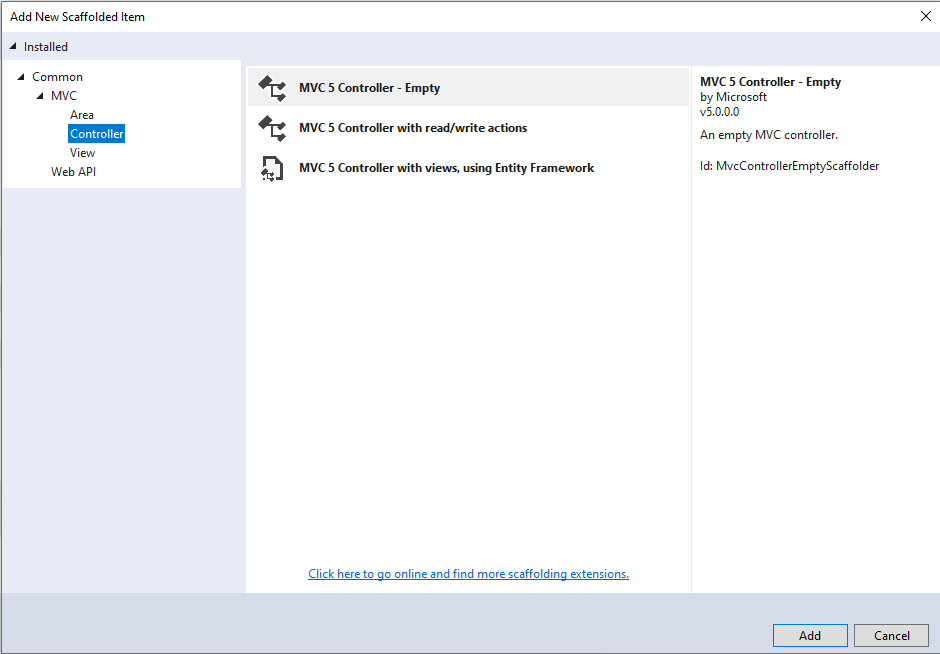 Add New Scaffolded Item
Installed
Common
MVC
Area
Controller
View
Web API
MVC 5 Controller - Empty
MVC 5 Controller with read/write actions
MVC 5 Controller with views, using Entity Framework
Click here to go online and find more scaffolding extensions.
MVC 5 Controller - Empty
by Microsoft
v5.0.0.0
An empty MVC controller.
Id: MvcControllerEmptyScaffolder
Add
Cancel